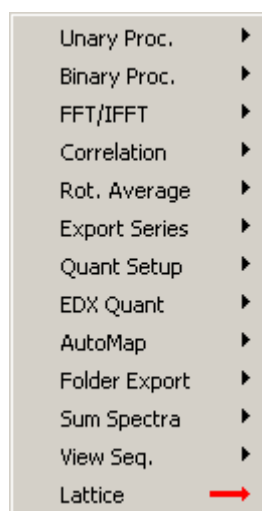 Unary Proc.
Binary Proc.
FFT/IFFT
Correlation
Rot. Average
Export Series
Quant Setup
EDX Quant
AutoMap
Folder Export
Sum Spectra
View Seq.
Lattice